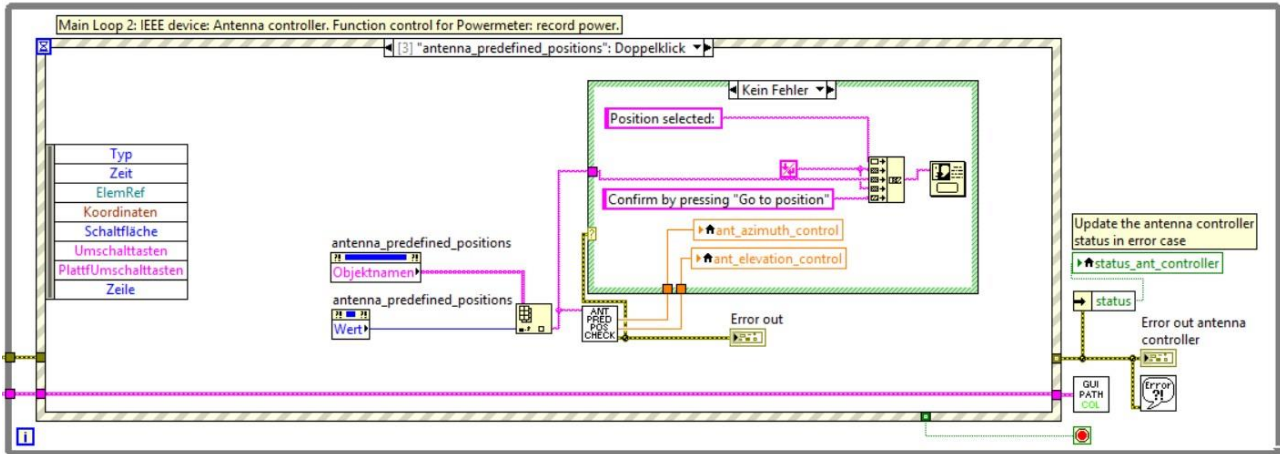 Main Loop 2: IEEE device: Antenna controller. Function control for Powermeter: record power.
[3] "antenna_predefined_positions": Doppelklick
Kein Fehler
Position selected:
Typ
Zeit
ElemRef
Koordinaten
Schaltfläche
Umschalttasten
PlattfUmschalttasten
Zeile
Confirm by pressing "Go to position"
ant_azimuth_control
ant_elevation_control
antenna_predefined_positions
Objektnamen
antenna_predefined_positions
Wert
ANT
PRED
POS
CHECK
Error out
Update the antenna controller
status in error case
status_ant_controller
status
Error out antenna
controller
GUI
PATH
COL
Error
?!
i